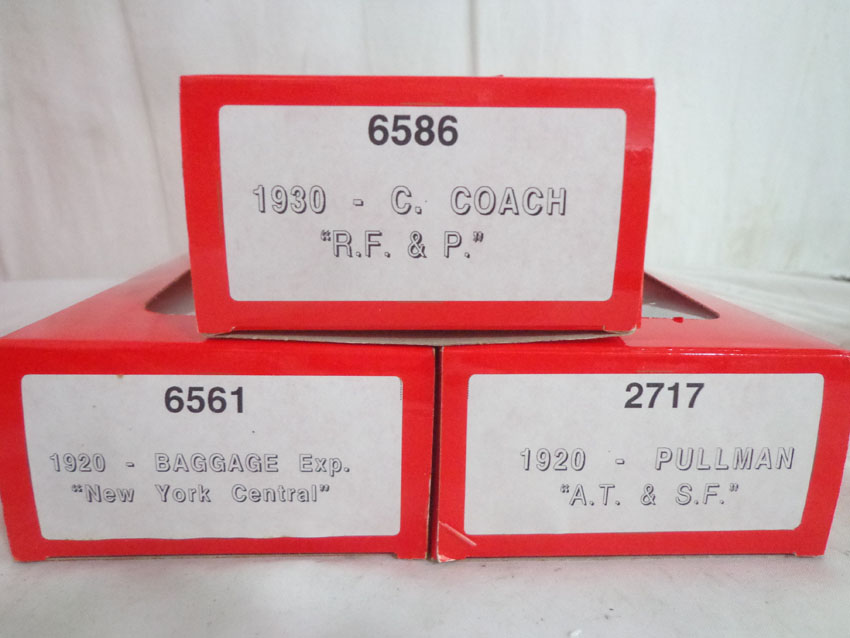 6586
1930 - C. COACH
"R.F. & P."
6561
1920 - BAGGAGE Exp.
"New York Central"
2717
1920 - PULLMAN
"A.T. & S.F."